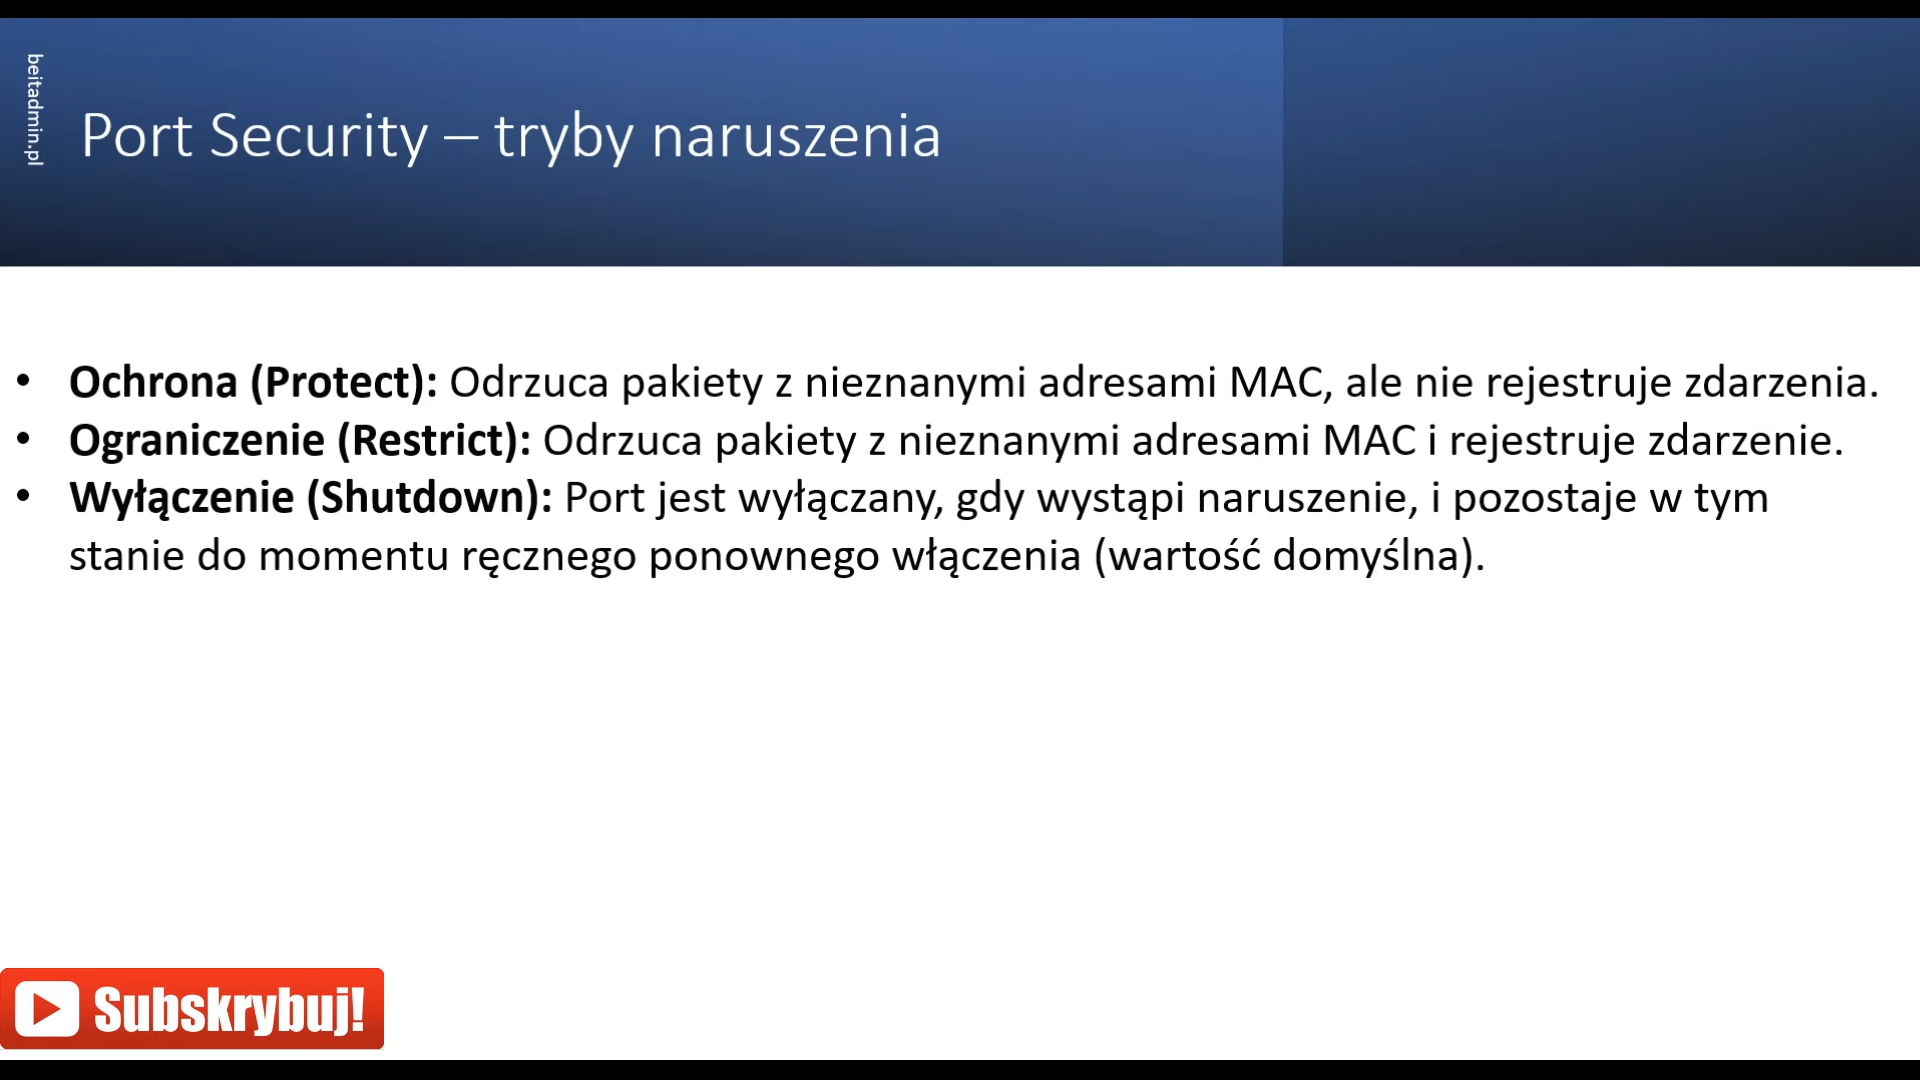 beitadmin.pl
Port Security – tryby naruszenia
• Ochrona (Protect): Odrzuca pakiety z nieznanymi adresami MAC, ale nie rejestruje zdarzenia.
• Ograniczenie (Restrict): Odrzuca pakiety z nieznanymi adresami MAC i rejestruje zdarzenie.
• Wyłączenie (Shutdown): Port jest wyłączany, gdy wystąpi naruszenie, i pozostaje w tym
stanie do momentu ręcznego ponownego włączenia (wartość domyślna).
Subskrybuj!